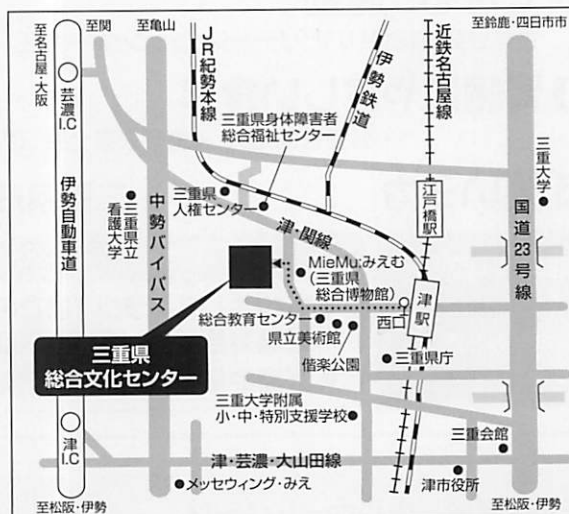 至関
至亀山
至鈴鹿・四日市市
至名古屋・大阪
芸濃
I.C
JR紀勢本線
伊勢鉄道
近鉄名古屋線
三重県身体障害者
総合福祉センター
三重大学
伊勢自動車道
三重県立
看護大学
中勢バイパス
三重県
人権センター
江戸橋駅
国道23号線
津・関線
MieMu:みえむ
(三重県
総合博物館)
津駅
西口
総合教育センター
県立美術館
偕楽公園
三重県庁
三重県
総合文化センター
三重大学附属
小・中・特別支援学校
津
I.C
三重会館
津・芸濃・大山田線
メッセウィング・みえ
津市役所
至松阪・伊勢
至松阪・伊勢